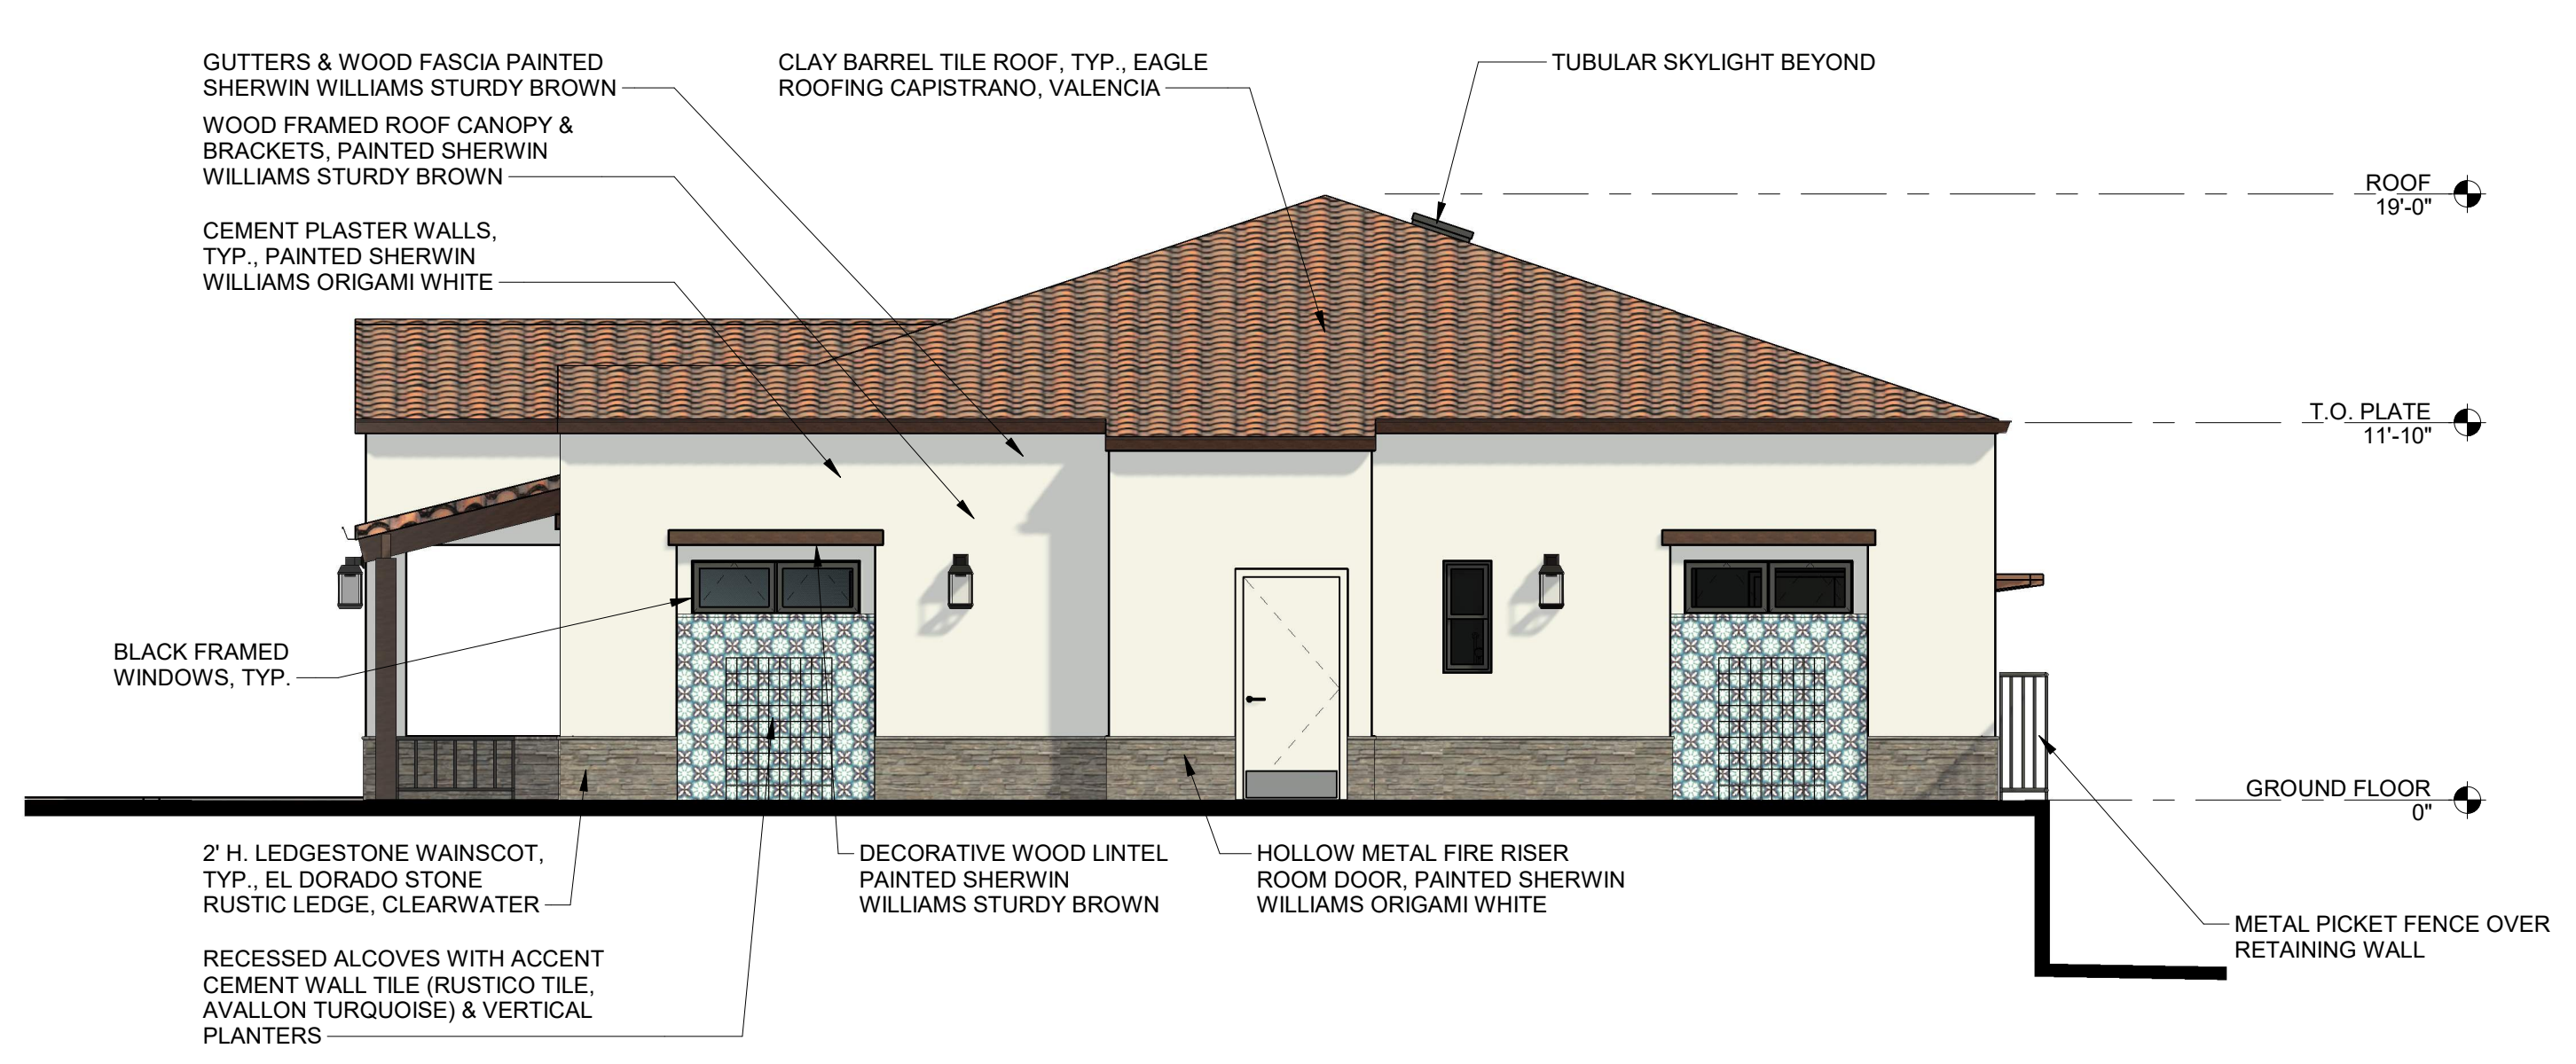 GUTTERS & WOOD FASCIA PAINTED
SHERWIN WILLIAMS STURDY BROWN
WOOD FRAMED ROOF CANOPY &
BRACKETS, PAINTED SHERWIN
WILLIAMS STURDY BROWN
CEMENT PLASTER WALLS,
TYP., PAINTED SHERWIN
WILLIAMS ORIGAMI WHITE
CLAY BARREL TILE ROOF, TYP., EAGLE
ROOFING CAPISTRANO, VALENCIA
TUBULAR SKYLIGHT BEYOND
ROOF
19'-0"
T.O. PLATE
11'-10"
BLACK FRAMED
WINDOWS, TYP.
GROUND FLOOR
0"
2' H. LEDGESTONE WAINSCOT,
TYP., EL DORADO STONE
RUSTIC LEDGE, CLEARWATER
RECESSED ALCOVES WITH ACCENT
CEMENT WALL TILE (RUSTICO TILE,
AVALLON TURQUOISE) & VERTICAL
PLANTERS
DECORATIVE WOOD LINTEL
PAINTED SHERWIN
WILLIAMS STURDY BROWN
HOLLOW METAL FIRE RISER
ROOM DOOR, PAINTED SHERWIN
WILLIAMS ORIGAMI WHITE
METAL PICKET FENCE OVER
RETAINING WALL